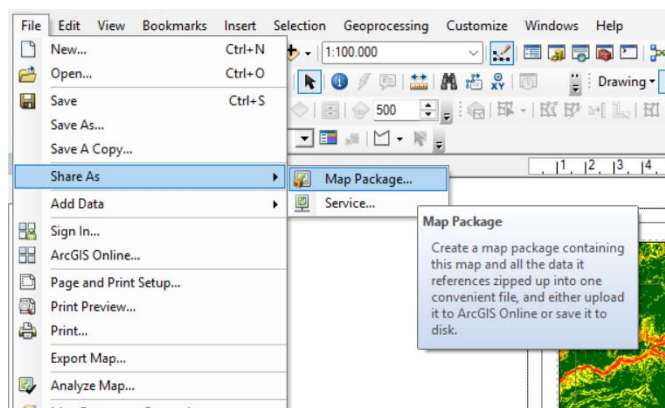 File Edit View Bookmarks Insert Selection Geoprocessing Customize Windows Help
New... Ctrl+N
1:100.000
Open... Ctrl+O
Drawing
Save Ctrl+S
500
Save As...
Save A Copy...
Share As
1 2 3 4
Map Package...
Add Data
Service...
Map Package
Create a map package containing
this map and all the data it
references zipped up into one
convenient file, and either upload
it to ArcGIS Online or save it to
disk.
Sign In...
ArcGIS Online...
Page and Print Setup...
Print Preview...
Print...
Export Map...
Analyze Map...